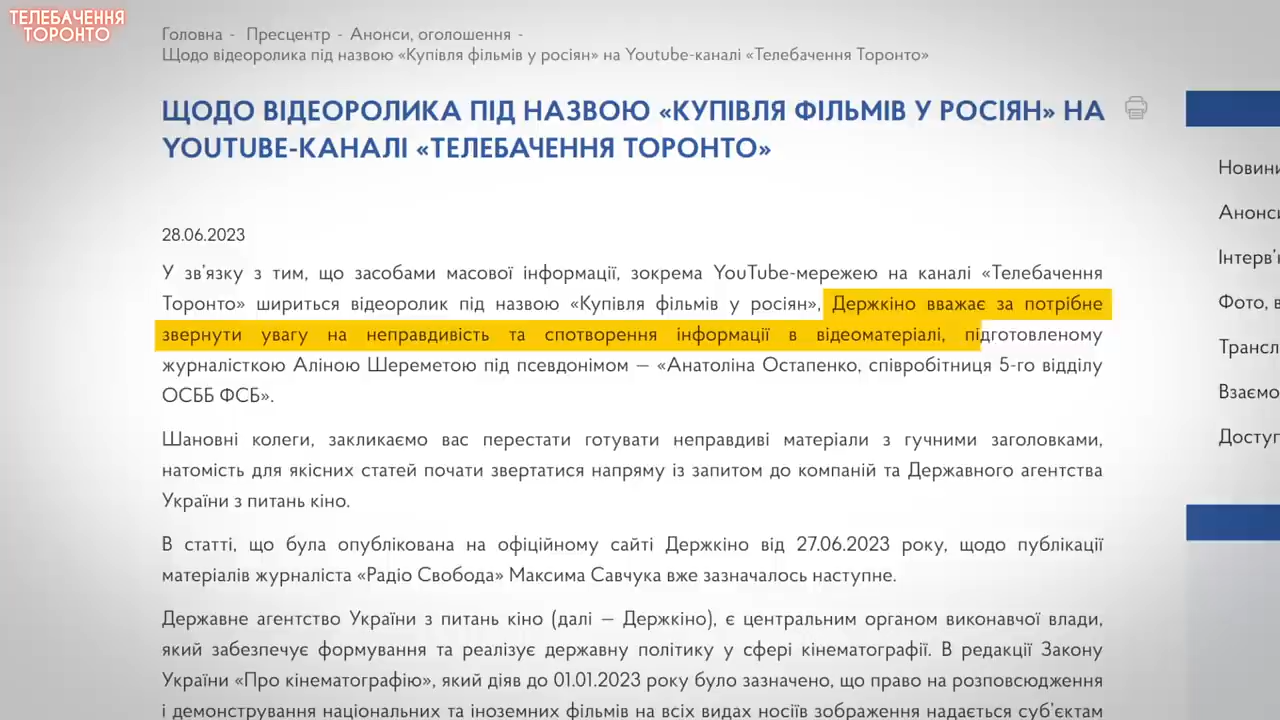 ТЕЛЕБАЧЕННЯ
ТОРОНТО
Головна - Пресцентр - Анонси, оголошення -
Щодо відеоролика під назвою «Купівля фільмів у росіян» на Youtube-каналі «Телебачення Торонто»
ЩОДО ВІДЕОРОЛИКА ПІД НАЗВОЮ «КУПІВЛЯ ФІЛЬМІВ У РОСІЯН» НА
YOUTUBE-КАНАЛІ «ТЕЛЕБАЧЕННЯ ТОРОНТО»
28.06.2023
У зв’язку з тим, що засобами масової інформації, зокрема YouTube-мережею на каналі «Телебачення
Торонто» шириться відеоролик під назвою «Купівля фільмів у росіян», Держкіно вважає за потрібне
звернути увагу на неправдивість та спотворення інформації в відеоматеріалі, підготовленому
журналісткою Аліною Шереметою під псевдонімом — «Анатоліна Остапенко, співробітниця 5-го відділу
ОСББ ФСБ».
Шановні колеги, закликаємо вас перестати готувати неправдиві матеріали з гучними заголовками,
натомість для якісних статей почати звертатися напряму із запитом до компаній та Державного агентства
України з питань кіно.
В статті, що була опублікована на офіційному сайті Держкіно від 27.06.2023 року, щодо публікації
матеріалів журналіста «Радіо Свобода» Максима Савчука вже зазначалось наступне.
Державне агентство України з питань кіно (далі — Держкіно), є центральним органом виконавчої влади,
який забезпечує формування та реалізує державну політику у сфері кінематографії. В редакції Закону
України «Про кінематографію», який діяв до 01.01.2023 року було зазначено, що право на розповсюдження
і демонстрування національних та іноземних фільмів на всіх видах носіїв зображення надається суб’єктам
Новини
Анонси
Інтерв’ю
Фото, в
Трансл
Взаємо
Доступ